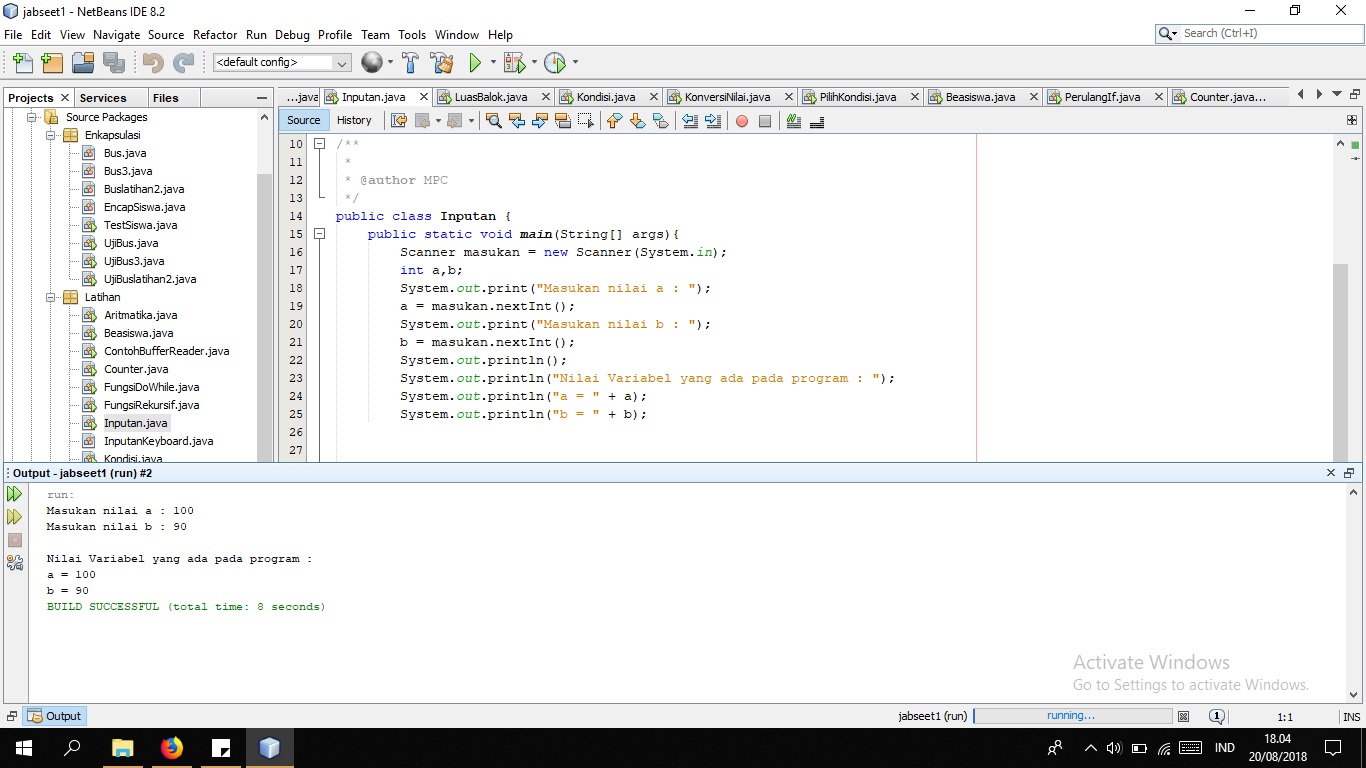 jabseet1 - NetBeans IDE 8.2
File Edit View Navigate Source Refactor Run Debug Profile Team Tools Window Help
Search (Ctrl+I)
<default config>
Projects Services Files
...java Inputan.java LuasBalok.java Kondisi.java KonversiNilai.java PilihKondisi.java Beasiswa.java PerulangIf.java Counter.java...
Source History
Source Packages
Enkapsulasi
Bus.java
Bus3.java
Buslatihan2.java
EncapSiswa.java
TestSiswa.java
UjiBus.java
UjiBus3.java
UjiBuslatihan2.java
Latihan
Aritmatika.java
Beasiswa.java
ContohBufferReader.java
Counter.java
FungsiDoWhile.java
FungsiRekursif.java
Inputan.java
InputanKeyboard.java
Kondisi.java
10 /**
11 *
12 * @author MPC
13 */
14 public class Inputan {
15 public static void main(String[] args){
16 Scanner masukan = new Scanner(System.in);
17 int a,b;
18 System.out.print("Masukan nilai a : ");
19 a = masukan.nextInt();
20 System.out.print("Masukan nilai b : ");
21 b = masukan.nextInt();
22 System.out.println();
23 System.out.println("Nilai Variabel yang ada pada program : ");
24 System.out.println("a = " + a);
25 System.out.println("b = " + b);
26
27
Output - jabseet1 (run) #2
run:
Masukan nilai a : 100
Masukan nilai b : 90
Nilai Variabel yang ada pada program :
a = 100
b = 90
BUILD SUCCESSFUL (total time: 8 seconds)
Activate Windows
Go to Settings to activate Windows.
Output
jabseet1 (run) running... 1 1:1 INS
IND
18.04
20/08/2018